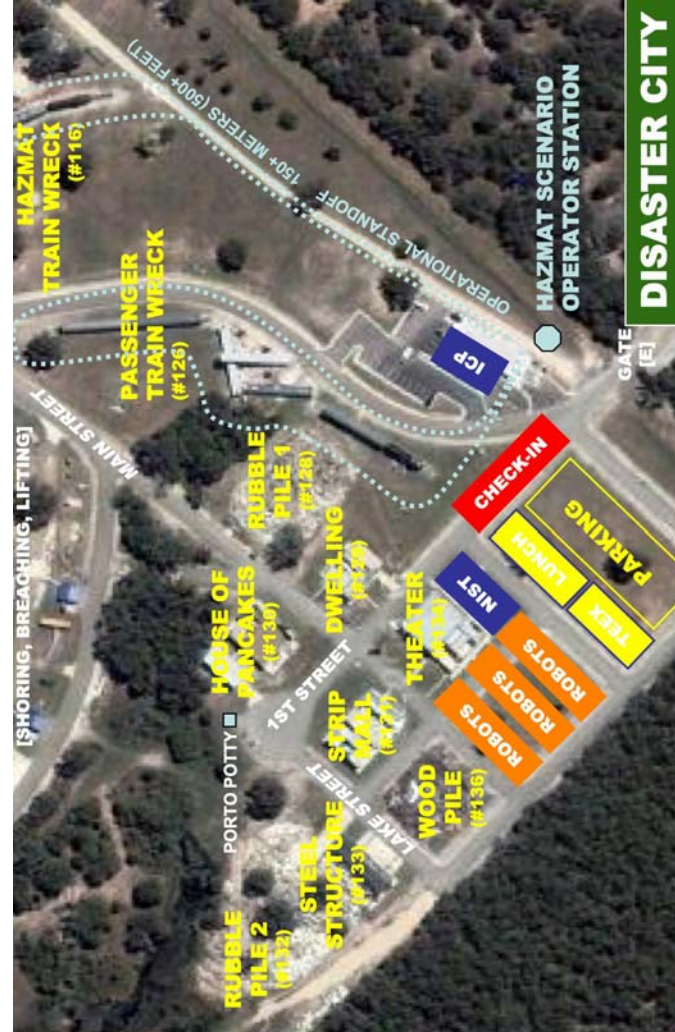 [SHORING, BREACHING, LIFTING]
HAZMAT
TRAIN WRECK
(#116)
PASSENGER
TRAIN WRECK
(#126)
MAIN STREET
150+ METERS (500+ FEET)
OPERATIONAL STANDOFF
RUBBLE
PILE 1
(#128)
HOUSE OF
PANCAKES
(#130)
DWELLING
PORTO POTTY
1ST STREET
THEATER
(#134)
STRIP
MALL
LAKE STREET
RUBBLE
PILE 2
(#132)
STEEL
STRUCTURE
(#133)
WOOD
PILE
(#136)
ICP
HAZMAT SCENARIO
OPERATOR STATION
CHECK-IN
NIST
ROBOTS
ROBOTS
ROBOTS
LUNCH
TEEX
PARKING
GATE
[E]
DISASTER CITY